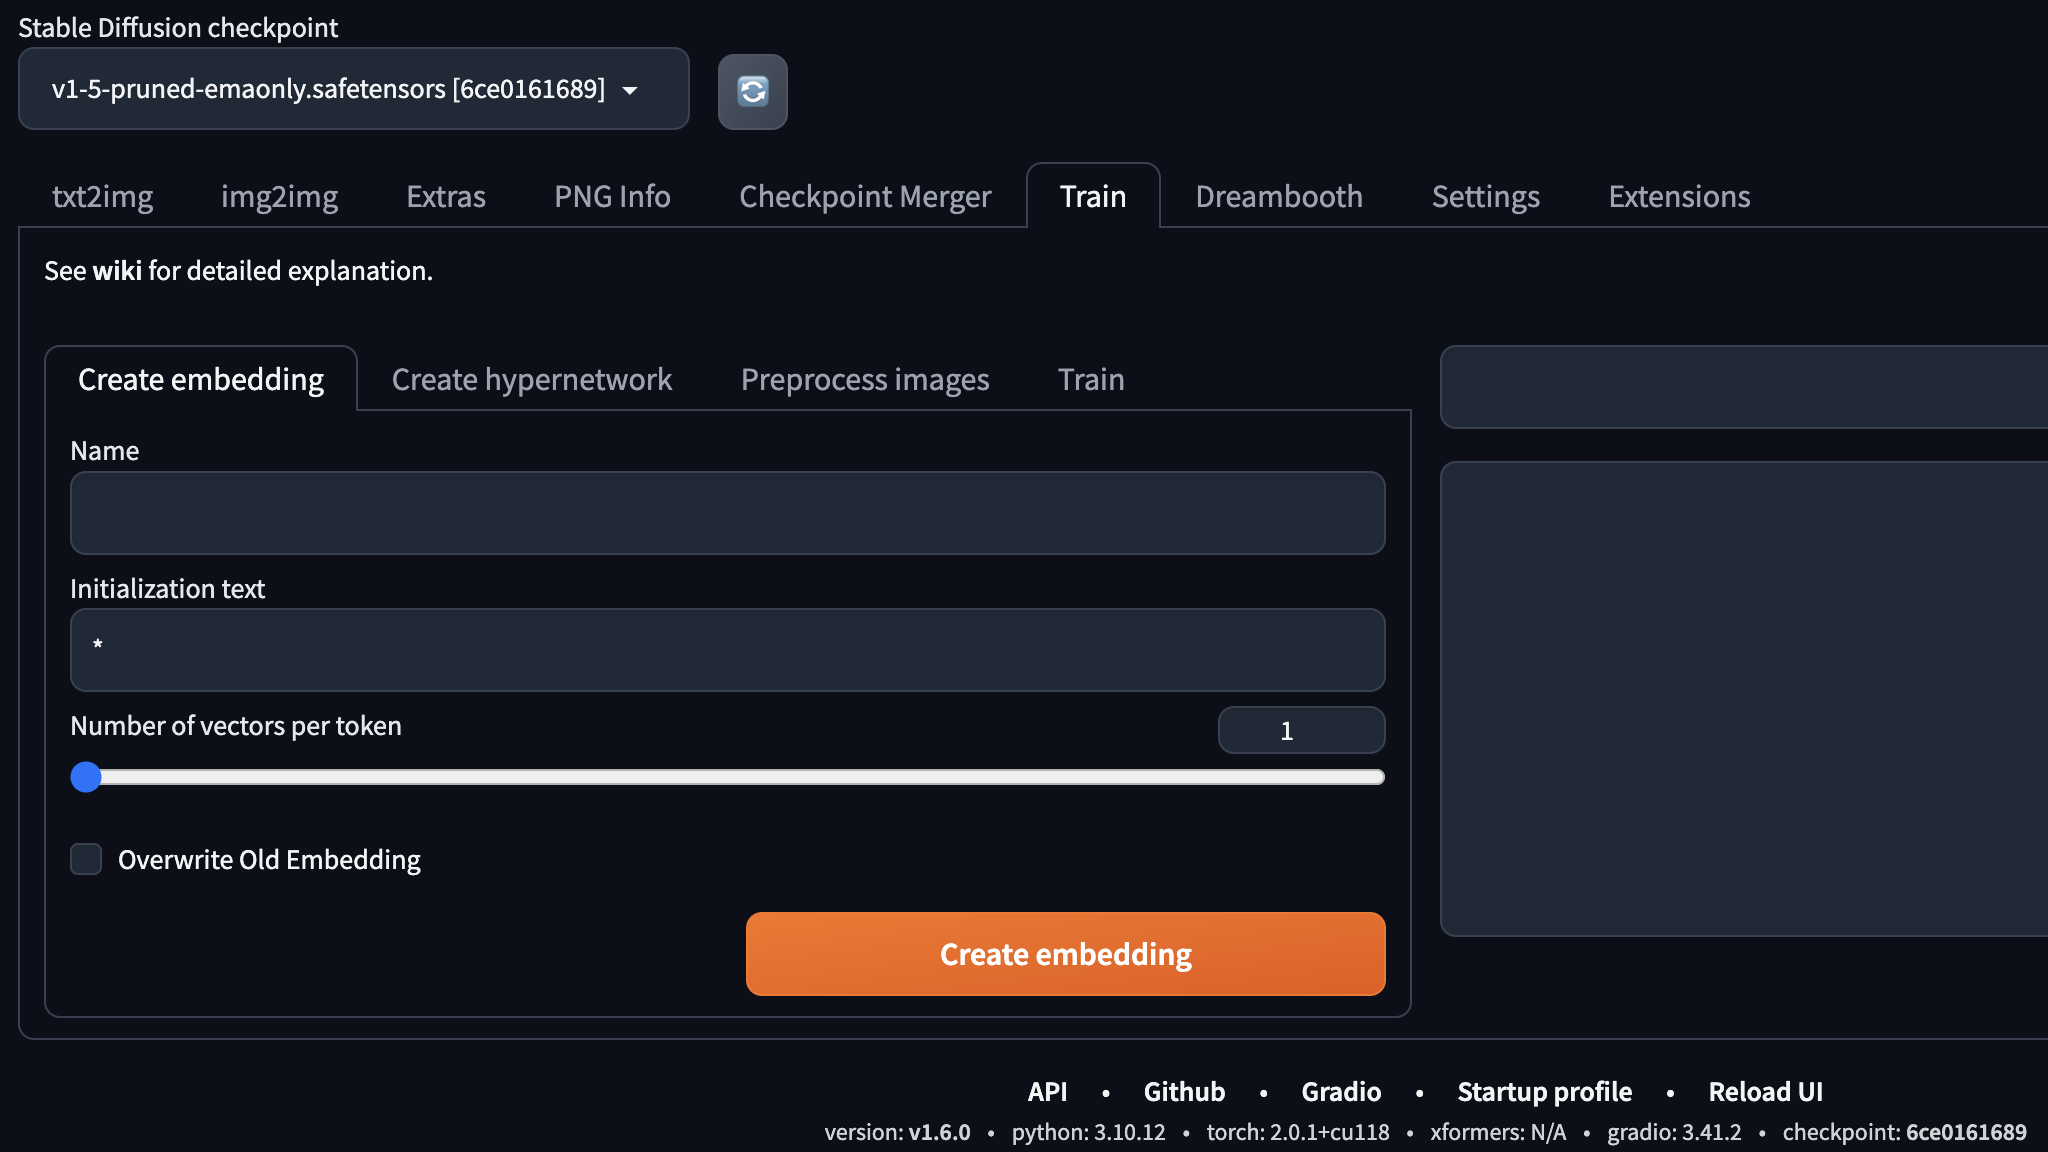 Stable Diffusion checkpoint
v1-5-pruned-emaonly.safetensors [6ce0161689]
txt2img img2img Extras PNG Info Checkpoint Merger Train Dreambooth Settings Extensions
See wiki for detailed explanation.
Create embedding Create hypernetwork Preprocess images Train
Name
Initialization text
*
Number of vectors per token 1
Overwrite Old Embedding
Create embedding
API • Github • Gradio • Startup profile • Reload UI
version: v1.6.0 • python: 3.10.12 • torch: 2.0.1+cu118 • xformers: N/A • gradio: 3.41.2 • checkpoint: 6ce0161689